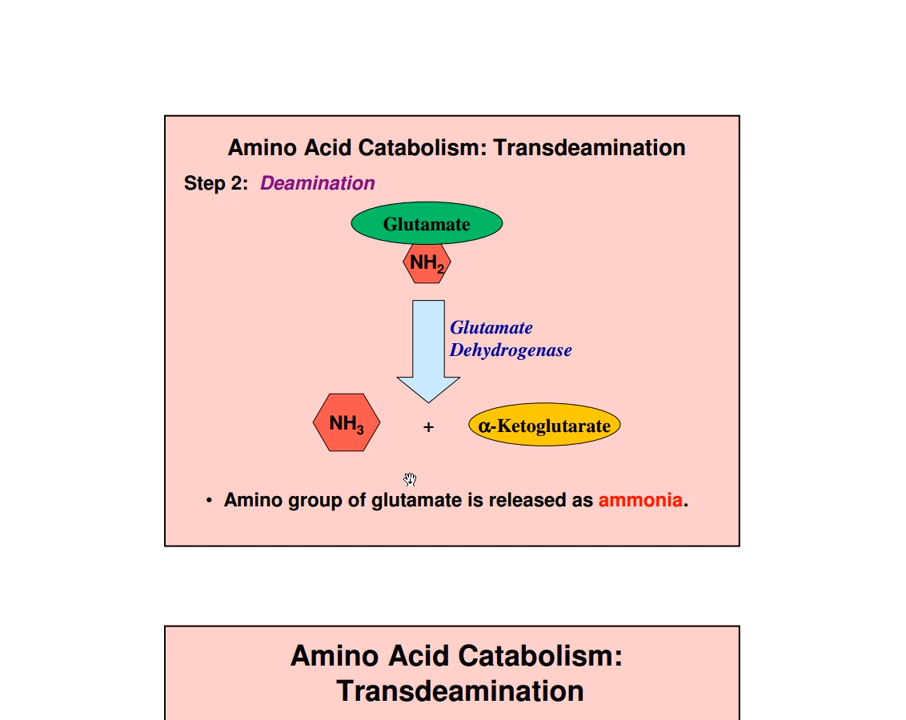 Amino Acid Catabolism: Transdeamination
Step 2: Deamination
Glutamate
NH2
Glutamate
Dehydrogenase
NH3 + α-Ketoglutarate
• Amino group of glutamate is released as ammonia.
Amino Acid Catabolism:
Transdeamination